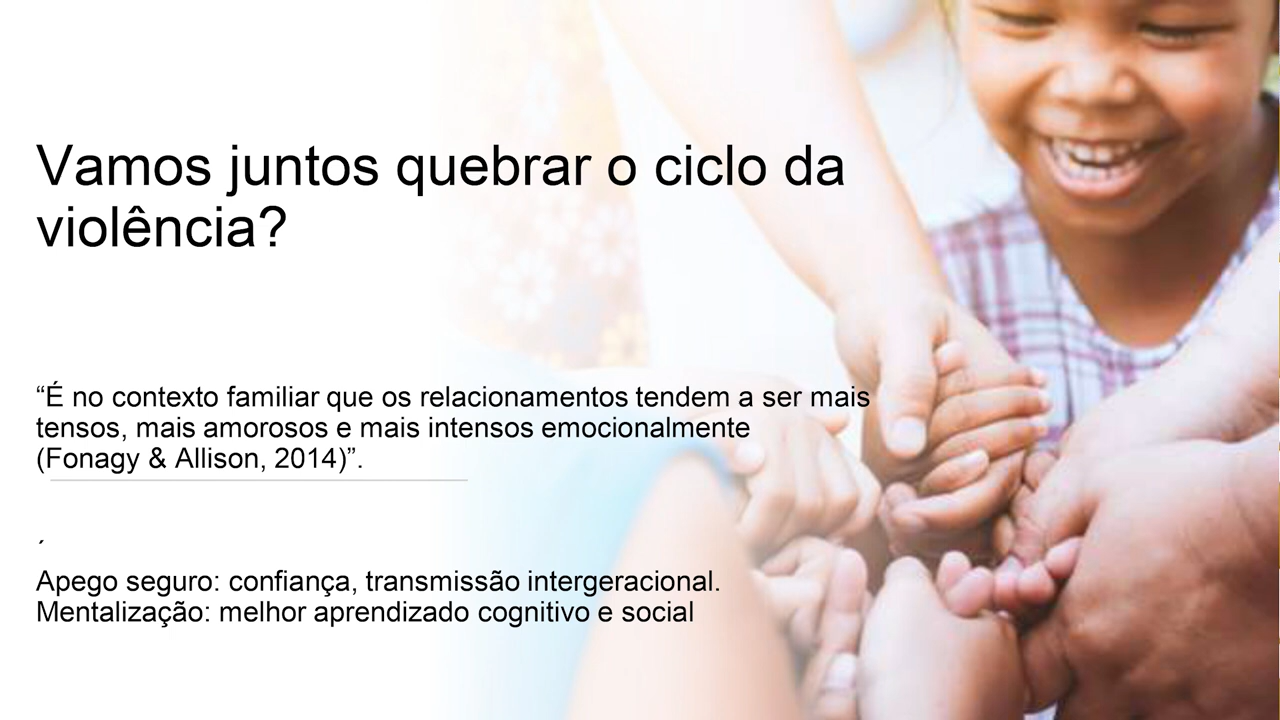 Vamos juntos quebrar o ciclo da
violência?
“É no contexto familiar que os relacionamentos tendem a ser mais
tensos, mais amorosos e mais intensos emocionalmente
(Fonagy & Allison, 2014)”.
´
Apego seguro: confiança, transmissão intergeracional.
Mentalização: melhor aprendizado cognitivo e social